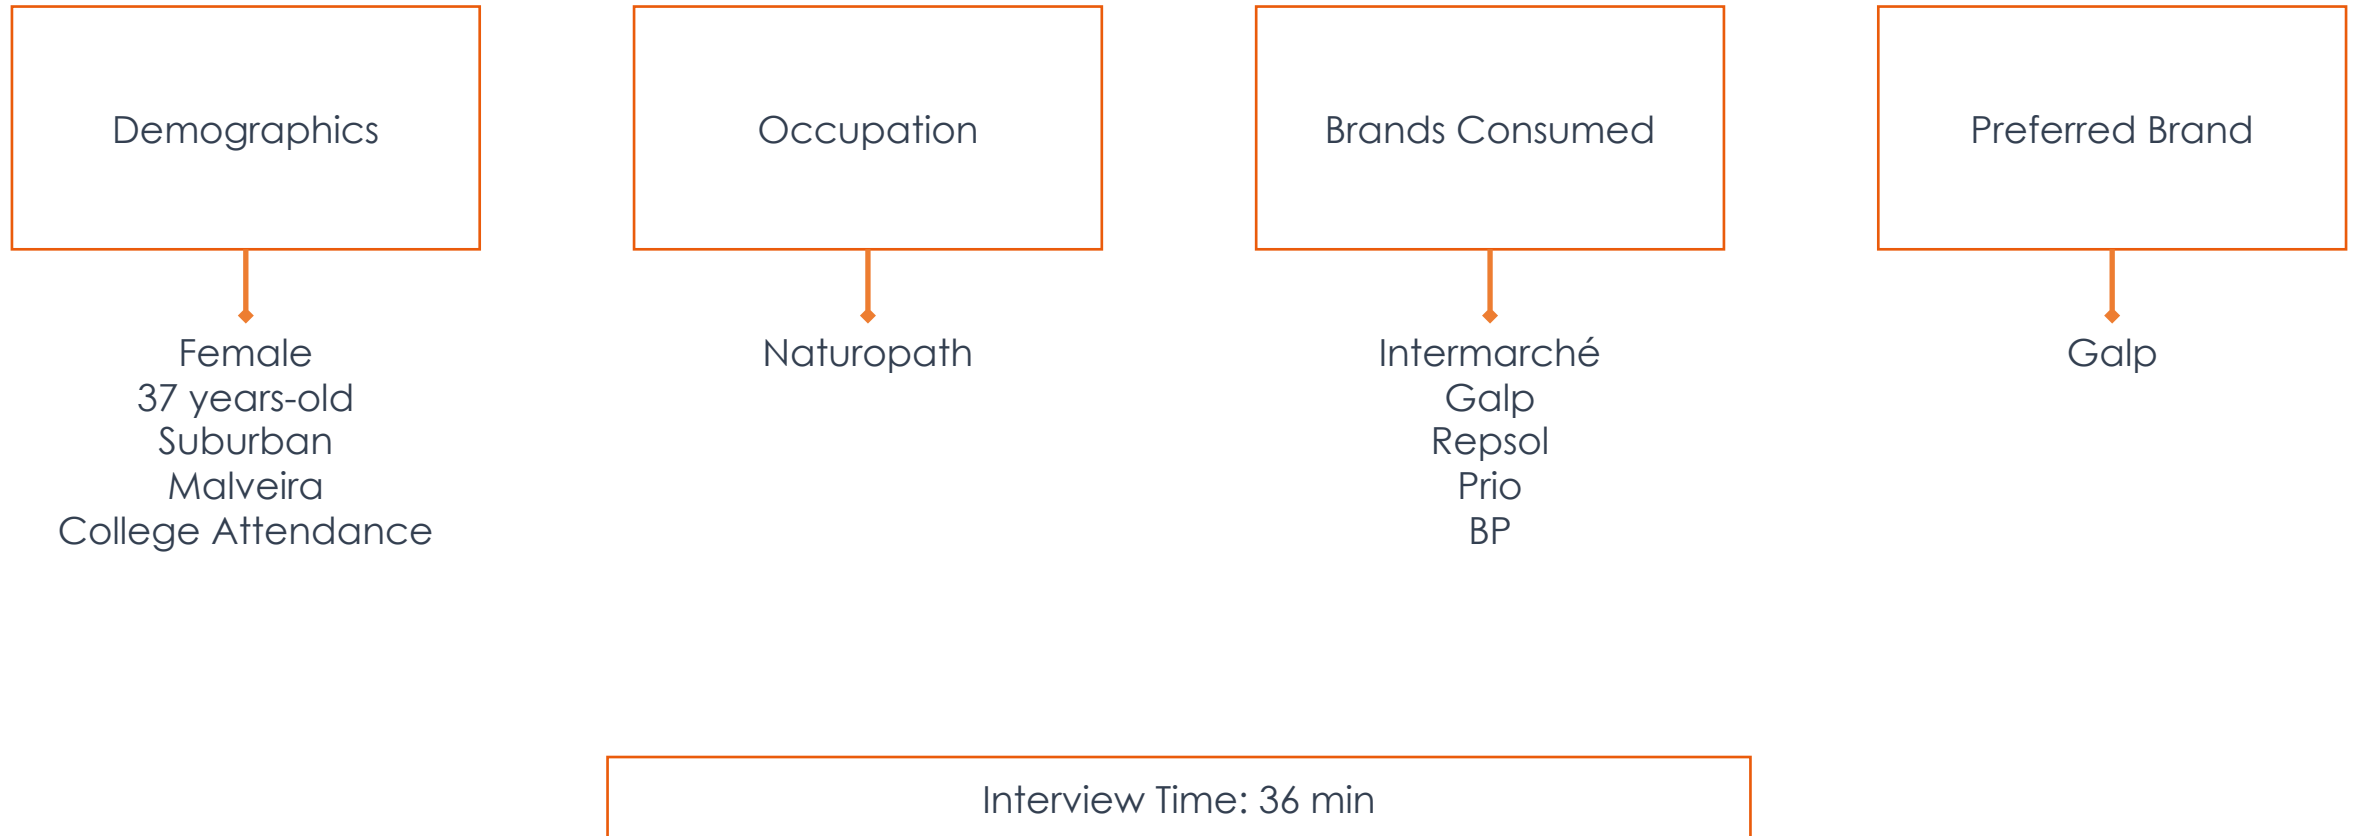 Demographics
Occupation
Brands Consumed
Preferred Brand
Female
37 years-old
Suburban
Malveira
College Attendance
Naturopath
Intermarché
Galp
Repsol
Prio
BP
Galp
Interview Time: 36 min